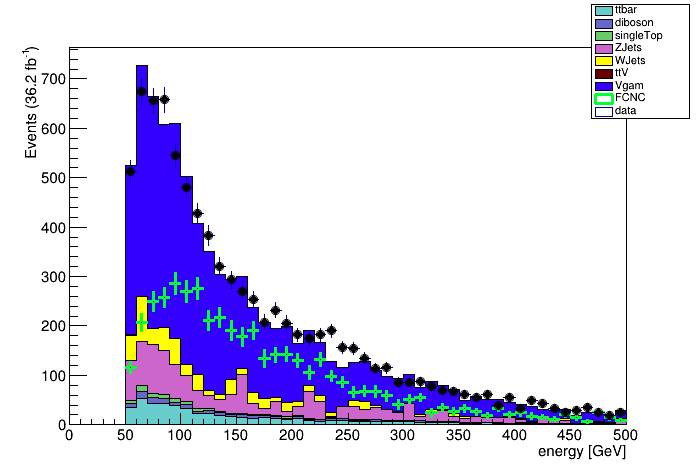 ttbar
diboson
singleTop
ZJets
WJets
ttV
Vgam
FCNC
data
Events (36.2 fb⁻¹)
700
600
500
400
300
200
100
0
0 50 100 150 200 250 300 350 400 450 500
energy [GeV]